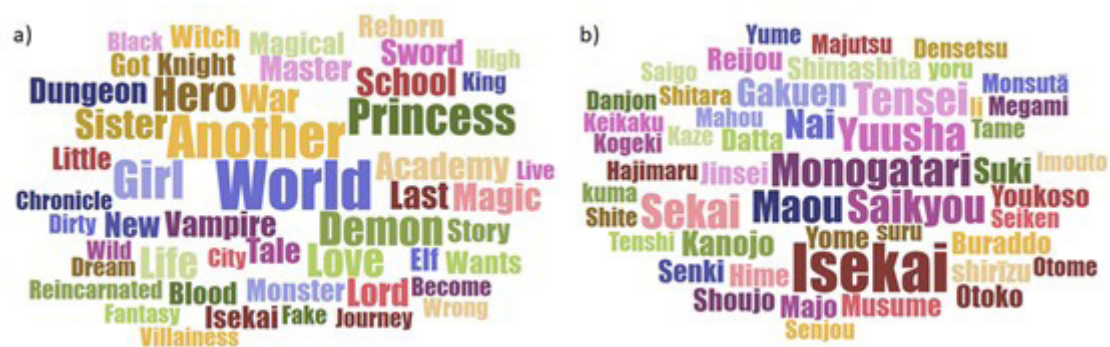 a)
Reborn
Black Witch Magical Sword High
Got Knight Master
Dungeon Hero War School King
Sister Another Princess
Little Girl World Academy Live
Chronicle Last Magic
Dirty New Vampire Demon Story
Wild Tale
Dream Life City Love Elf Wants
Reincarnated Blood Monster Lord Become
Fantasy Isekai Fake Journey Wrong
Villainess
b)
Yume Majutsu Densetsu
Reijou Shimashita yoru
Saigo Monsutā
Danjon Shitara Gakuen Tensei Ii Megami
Keikaku Mahou Nai Yuusha Tame
Kogeki Kaze Datta
Hajimaru Jinsei Monogatari Suki Imouto
kuma Sekai Maou Saikyou Youkoso
Shite Seiken
Tenshi Kanojo Yome suru Buraddo
Senki Hime Isekai shirīzu Otome
Shoujo Majo Musume Otoko
Senjou